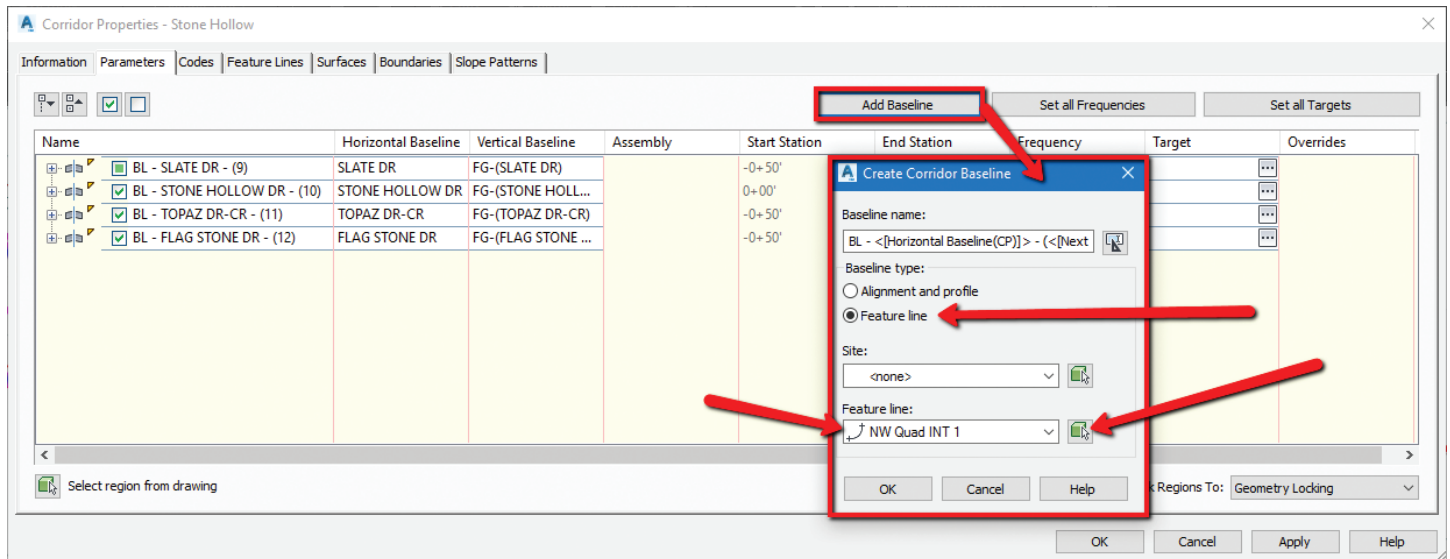 Corridor Properties - Stone Hollow
Information Parameters Codes Feature Lines Surfaces Boundaries Slope Patterns
Add Baseline Set all Frequencies Set all Targets
Name Horizontal Baseline Vertical Baseline Assembly Start Station End Station Frequency Target Overrides
BL - SLATE DR - (9) SLATE DR FG-(SLATE DR) -0+50'
BL - STONE HOLLOW DR - (10) STONE HOLLOW DR FG-(STONE HOLL... 0+00'
BL - TOPAZ DR-CR - (11) TOPAZ DR-CR FG-(TOPAZ DR-CR) -0+50'
BL - FLAG STONE DR - (12) FLAG STONE DR FG-(FLAG STONE ... -0+50'
Create Corridor Baseline
Baseline name:
BL - <[Horizontal Baseline(CP)]> - (<[Next
Baseline type:
Alignment and profile
Feature line
Site:
<none>
Feature line:
NW Quad INT 1
OK Cancel Help
Select region from drawing
Regions To: Geometry Locking
OK Cancel Apply Help